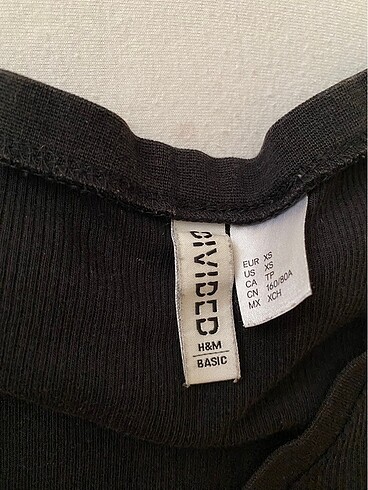 DIVIDED
H&M
BASIC
EUR XS
US XS
CA TP
CN 160/80A
MX XCH